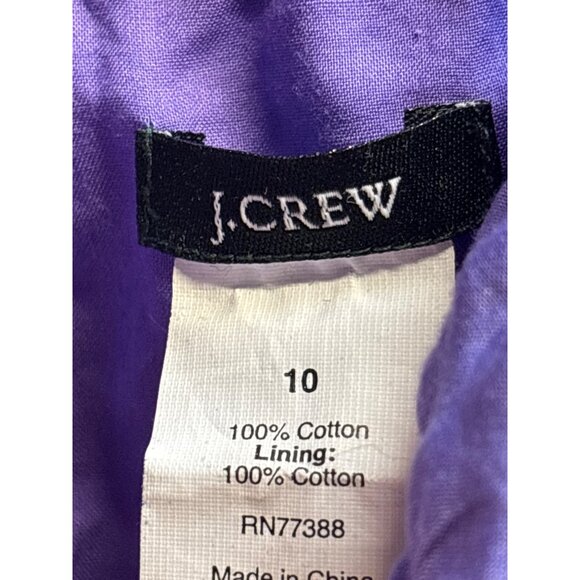 J.CREW
10
100% Cotton
Lining:
100% Cotton
RN77388
Made in China